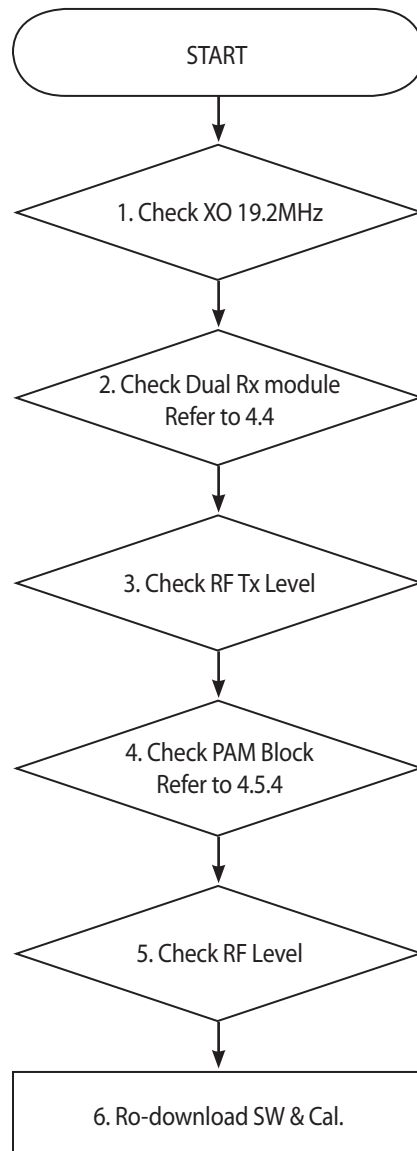 START
1. Check XO 19.2MHz
2. Check Dual Rx module
Refer to 4.4
3. Check RF Tx Level
4. Check PAM Block
Refer to 4.5.4
5. Check RF Level
6. Ro-download SW & Cal.